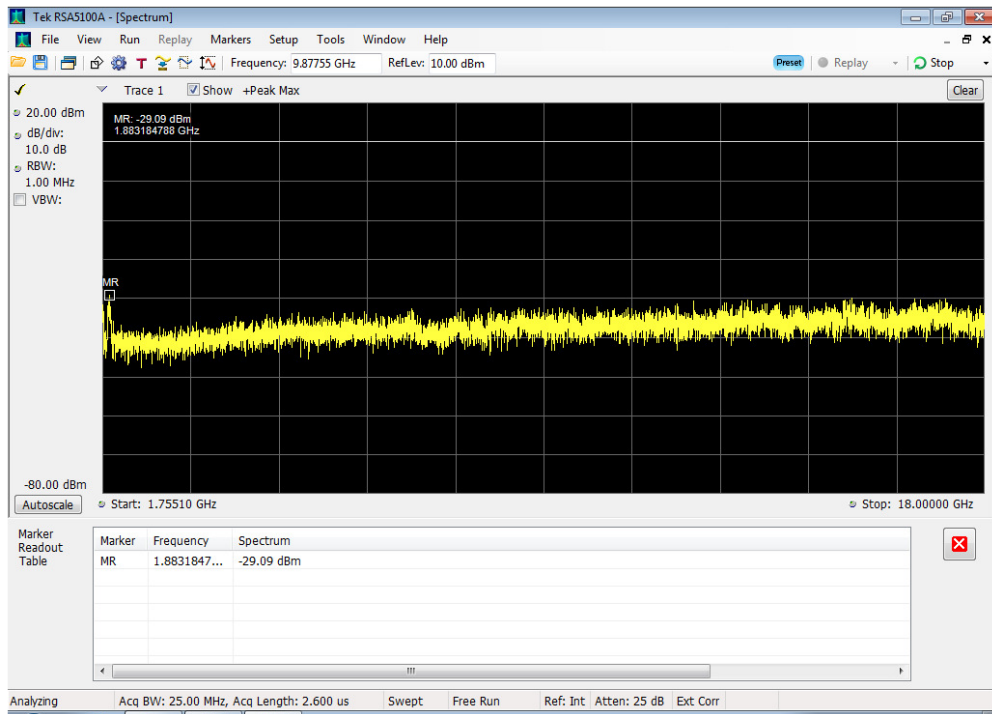 Tek RSA5100A - [Spectrum]
File View Run Replay Markers Setup Tools Window Help
T Frequency: 9.87755 GHz RefLev: 10.00 dBm Preset Replay Stop
Trace 1 Show +Peak Max Clear
20.00 dBm
dB/div:
10.0 dB
RBW:
1.00 MHz
VBW:
MR: -29.09 dBm
1.883184788 GHz
MR
-80.00 dBm
Autoscale Start: 1.75510 GHz Stop: 18.00000 GHz
Marker
Readout
Table
Marker Frequency Spectrum
MR 1.8831847... -29.09 dBm
Analyzing Acq BW: 25.00 MHz, Acq Length: 2.600 us Swept Free Run Ref: Int Atten: 25 dB Ext Corr